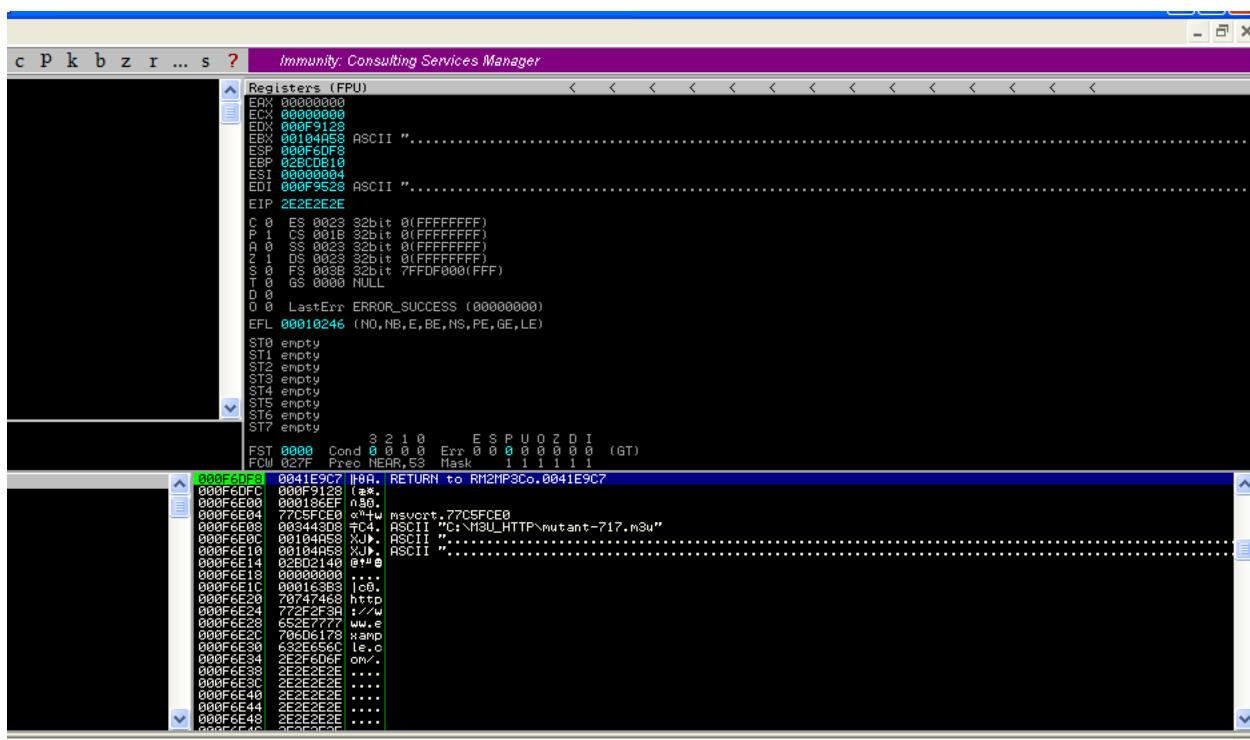 c p k b z r ... s ? Immunity: Consulting Services Manager
Registers (FPU) < < < < < < < < < < < < < <
EAX 00000000
ECX 00000000
EDX 000F9128
EBX 00104A58 ASCII "..........................................................................................................
ESP 000F6DF8
EBP 02BCDB10
ESI 00000004
EDI 000F9528 ASCII "..........................................................................................................
EIP 2E2E2E2E
C 0 ES 0023 32bit 0(FFFFFFFF)
P 1 CS 001B 32bit 0(FFFFFFFF)
A 0 SS 0023 32bit 0(FFFFFFFF)
Z 1 DS 0023 32bit 0(FFFFFFFF)
S 0 FS 003B 32bit 7FFDF000(FFF)
T 0 GS 0000 NULL
D 0
O 0 LastErr ERROR_SUCCESS (00000000)
EFL 00010246 (NO,NB,E,BE,NS,PE,GE,LE)
ST0 empty
ST1 empty
ST2 empty
ST3 empty
ST4 empty
ST5 empty
ST6 empty
ST7 empty
3 2 1 0 E S P U O Z D I
FST 0000 Cond 0 0 0 0 Err 0 0 0 0 0 0 0 0 (GT)
FCW 027F Prec NEAR,53 Mask 1 1 1 1 1 1
000F6DF8 0041E9C7 RETURN to RM2MP3Co.0041E9C7
000F6DFC 000F9128
000F6E00 000186EF
000F6E04 77C5FCE0 msvcrt.77C5FCE0
000F6E08 003443D8 ASCII "C:\M3U_HTTP\mutant-717.m3u"
000F6E0C 00104A58 XJ►. ASCII "....................................................................................................
000F6E10 00104A58 XJ►. ASCII "....................................................................................................
000F6E14 02BD2140
000F6E18 00000000 ....
000F6E1C 000163B3
000F6E20 70747468 http
000F6E24 772F2F3A ://w
000F6E28 652E7777 ww.e
000F6E2C 706D6178 xamp
000F6E30 632E656C le.c
000F6E34 2E2F6D6F om/.
000F6E38 2E2E2E2E ....
000F6E3C 2E2E2E2E ....
000F6E40 2E2E2E2E ....
000F6E44 2E2E2E2E ....
000F6E48 2E2E2E2E ....